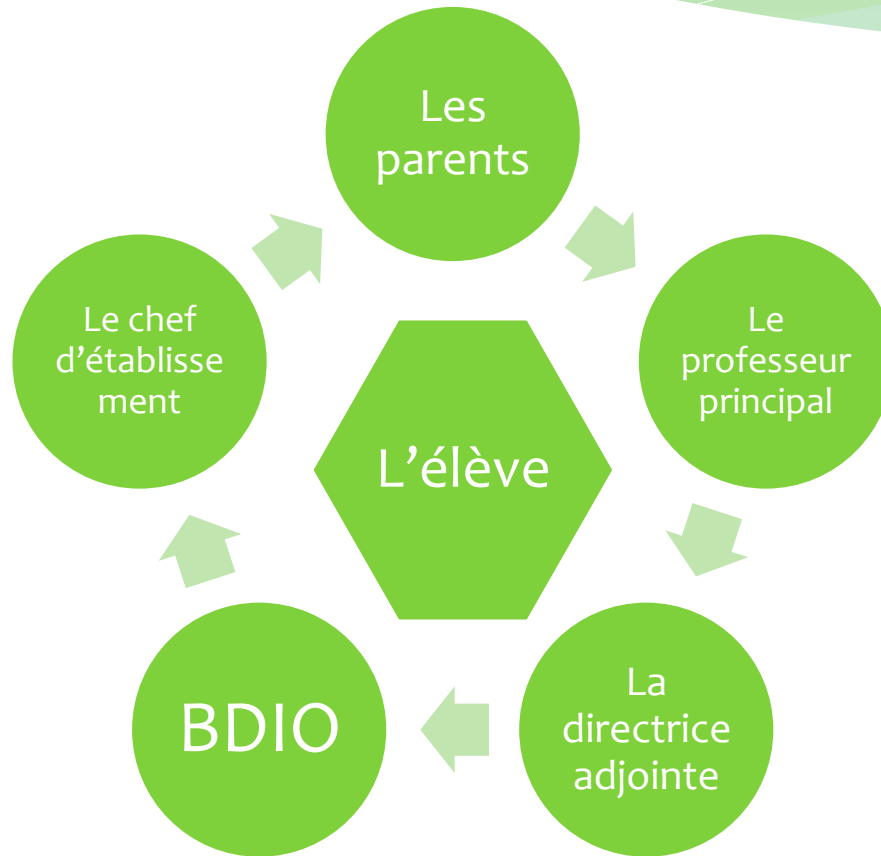 Les
parents
Le
professeur
principal
La
directrice
adjointe
BDIO
Le chef
d’établisse
ment
L’élève